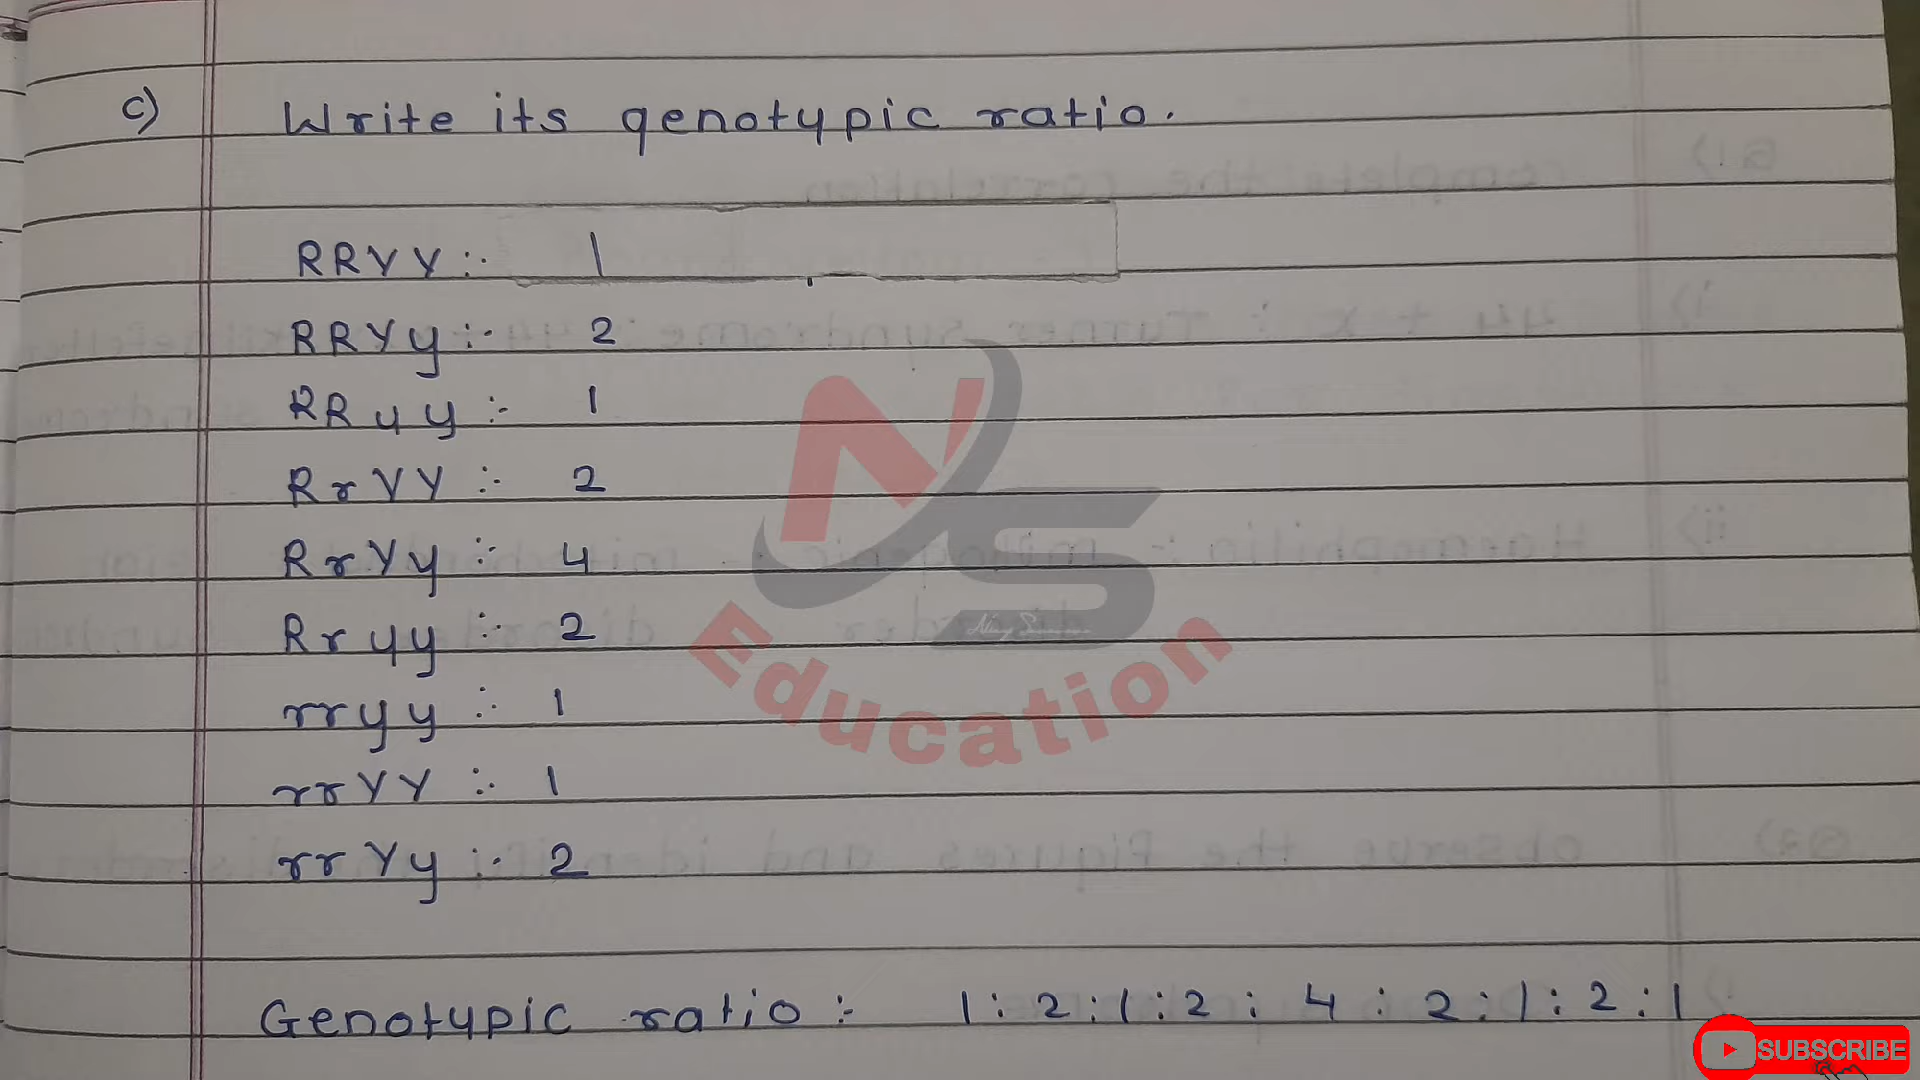 c) Write its genotypic ratio.
RRYY :- 1
RRYy :- 2
RRyy :- 1
RrYY :- 2
RrYy :- 4
Rryy :- 2
rryy :- 1
rrYY :- 1
rrYy :- 2
Genotypic ratio :- 1 : 2 : 1 : 2 : 4 : 2 : 1 : 2 : 1
NS
Education
SUBSCRIBE